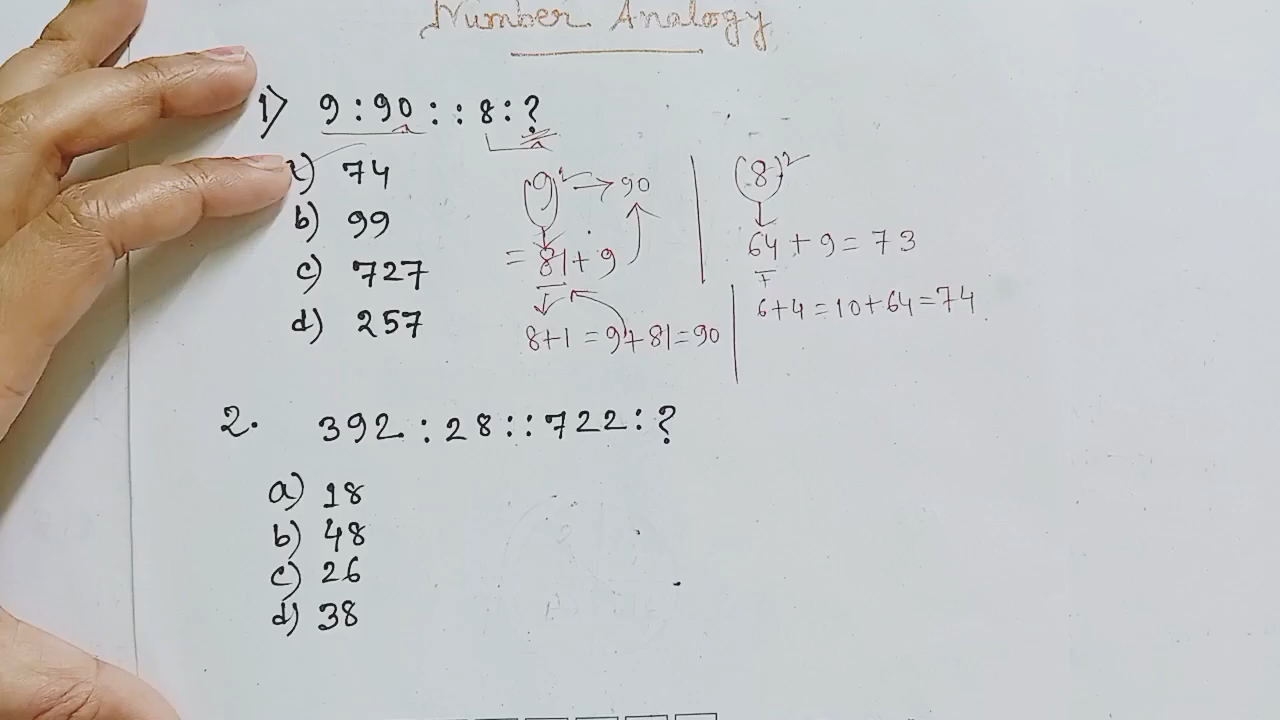 Number Analogy
1) 9 : 90 : : 8 : ?
a) 74
b) 99
c) 727
d) 257
(9)² → 90
= 81 + 9
8+1 = 9+81=90
(8)²
64 + 9 = 73
6+4 = 10+64=74
2. 392 : 28 : : 722 : ?
a) 18
b) 48
c) 26
d) 38